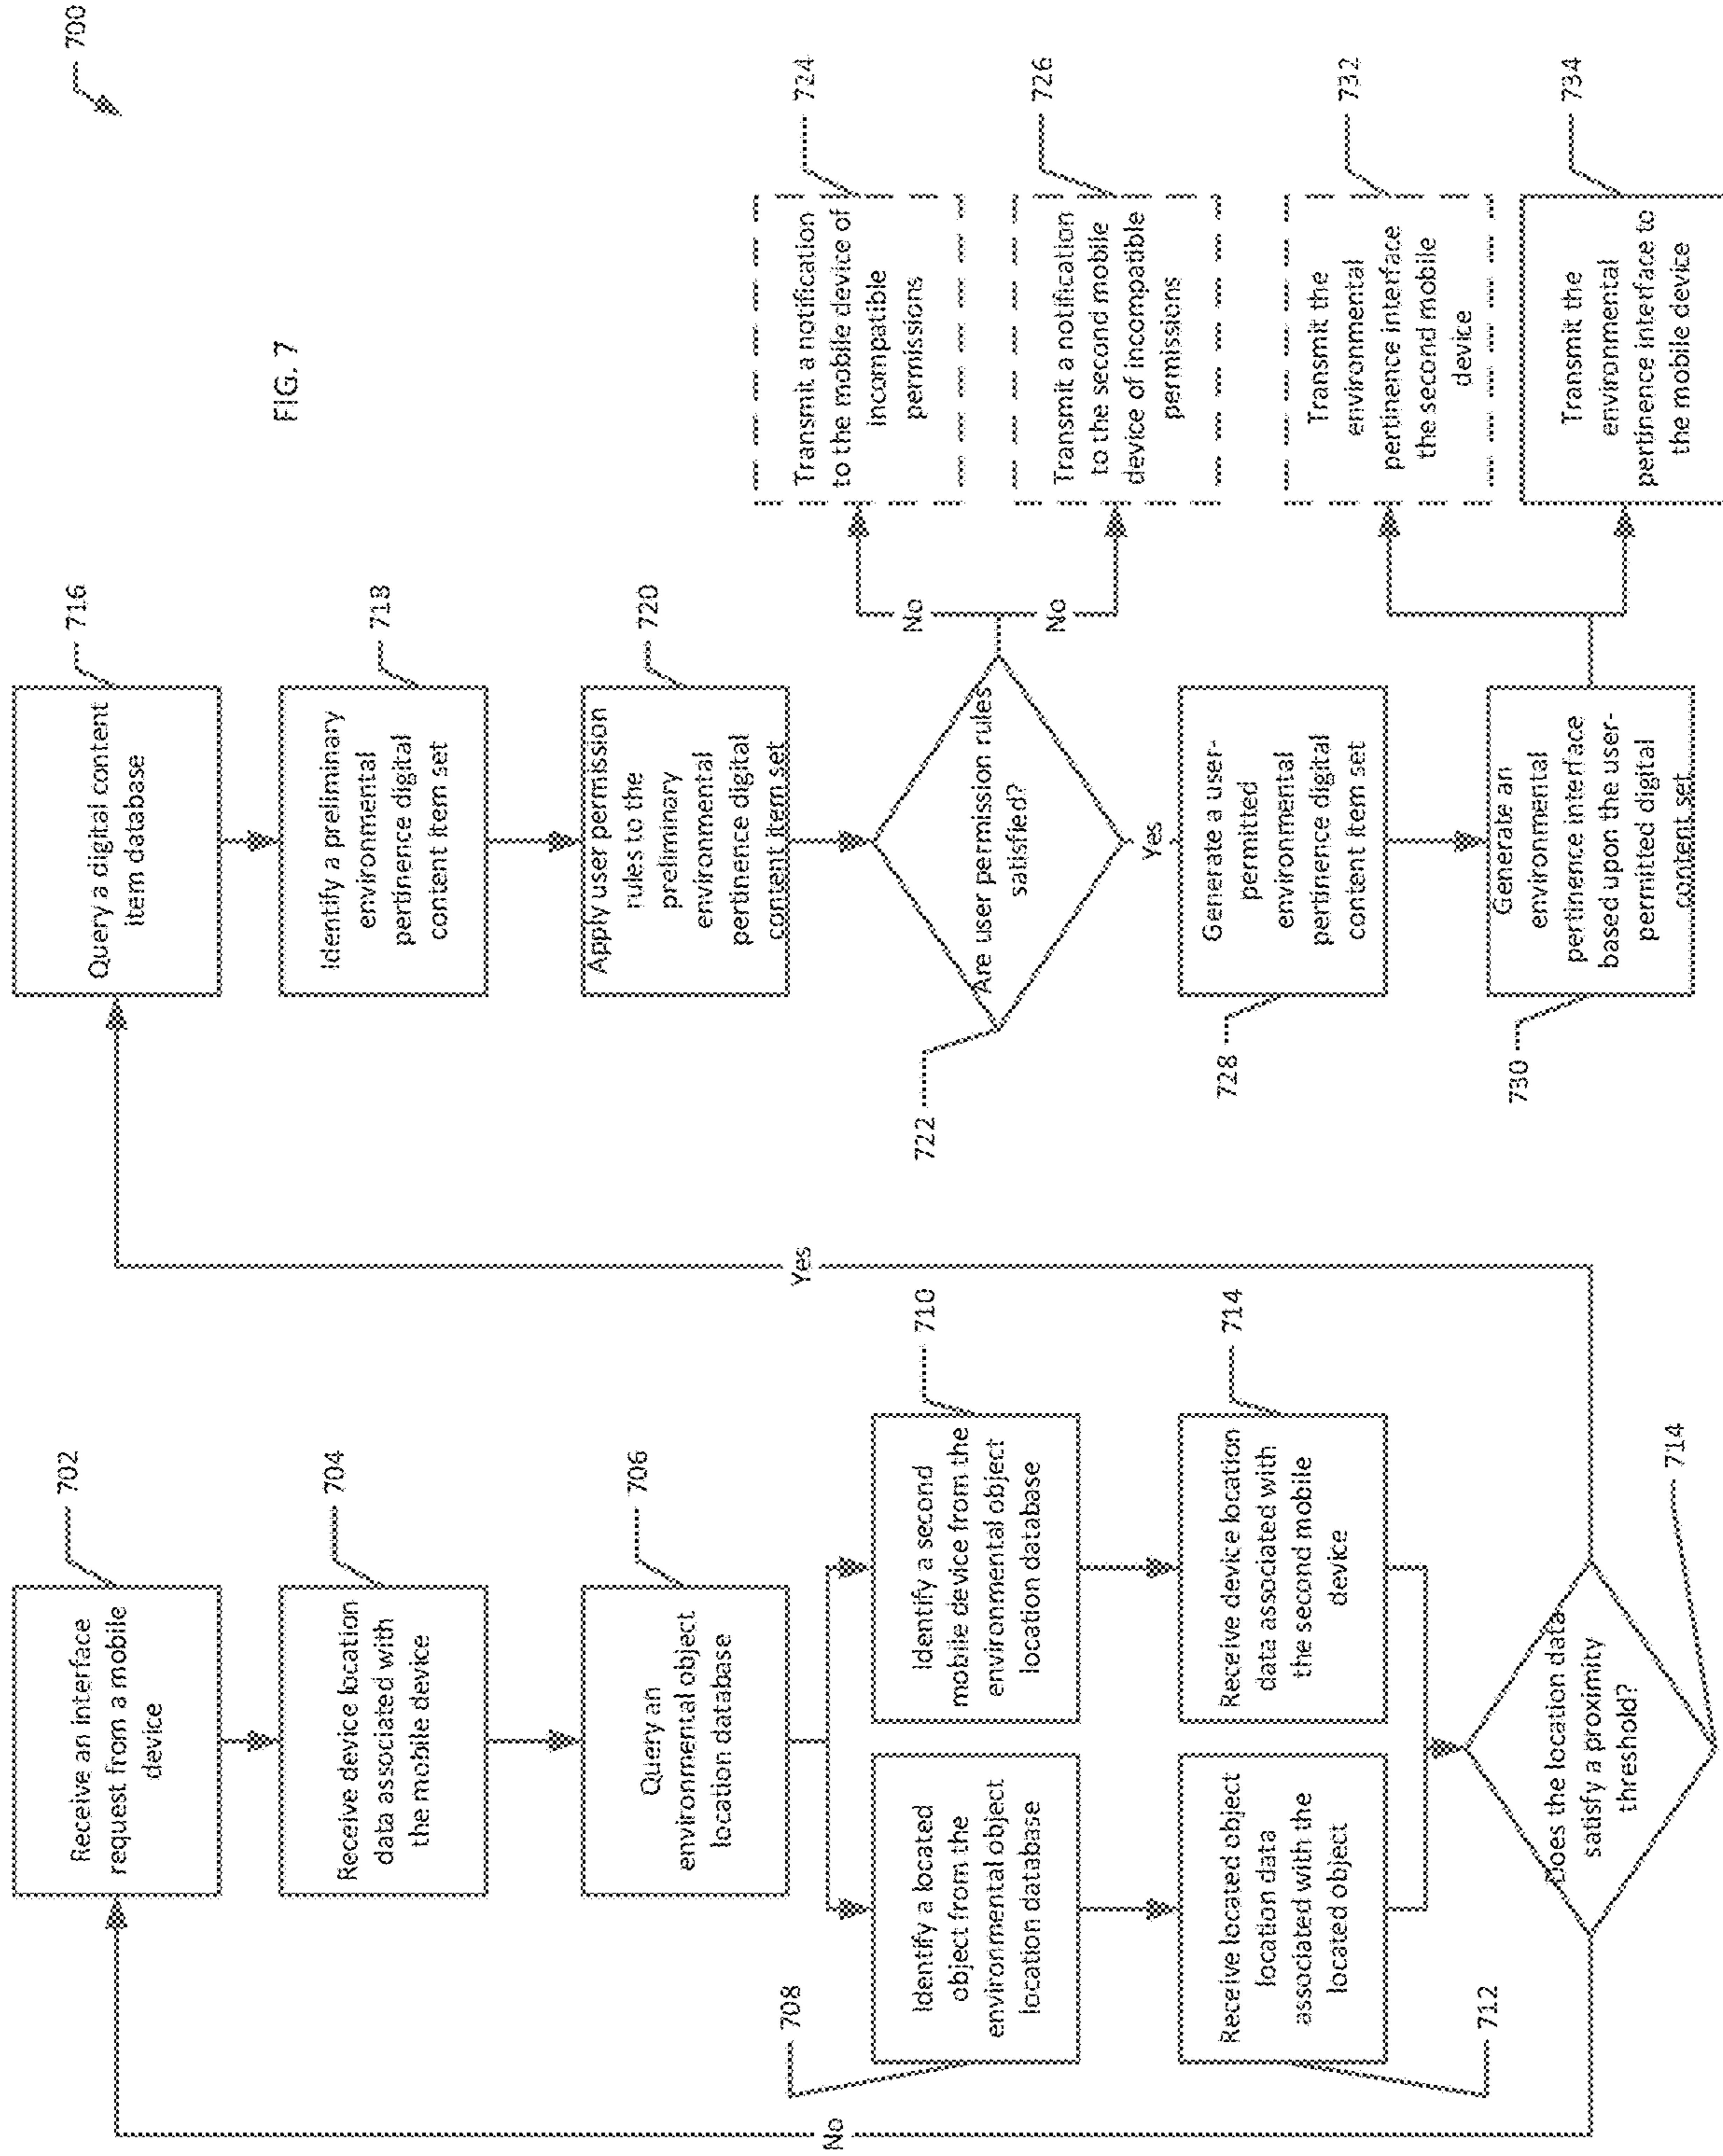 700
FIG. 7
702
Receive an interface
request from a mobile
device
704
Receive device location
data associated with
the mobile device
706
Query an
environmental object
location database
708
Identify a located
object from the
environmental object
location database
710
Identify a second
mobile device from the
environmental object
location database
712
Receive located object
location data
associated with the
located object
714
Receive device location
data associated with
the second mobile
device
Does the location data
satisfy a proximity
threshold?
714
No
Yes
716
Query a digital content
item database
718
Identify a preliminary
environmental
pertinence digital
content item set
720
Apply user permission
rules to the
preliminary
environmental
pertinence digital
content item set
722
Are user permission rules
satisfied?
No
No
Yes
724
Transmit a notification
to the mobile device of
incompatible
permissions
726
Transmit a notification
to the second mobile
device of incompatible
permissions
728
Generate a user-
permitted
environmental
pertinence digital
content item set
730
Generate an
environmental
pertinence interface
based upon the user-
permitted digital
content set
732
Transmit the
environmental
pertinence interface
the second mobile
device
734
Transmit the
environmental
pertinence interface to
the mobile device